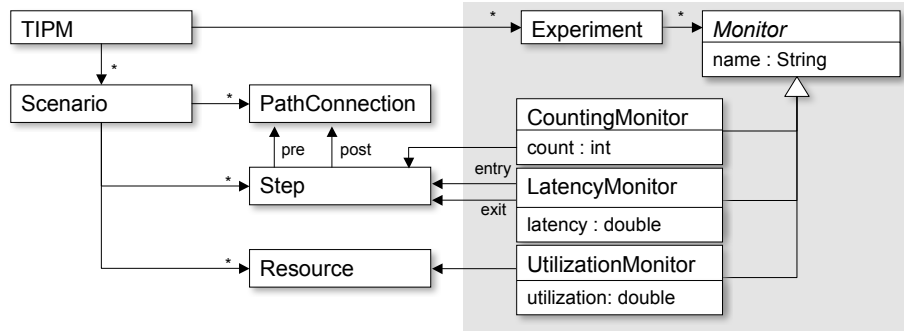 TIPM
*
Experiment
*
Monitor
name : String
*
Scenario
*
PathConnection
CountingMonitor
count : int
pre
post
entry
*
Step
LatencyMonitor
exit
latency : double
*
Resource
UtilizationMonitor
utilization: double